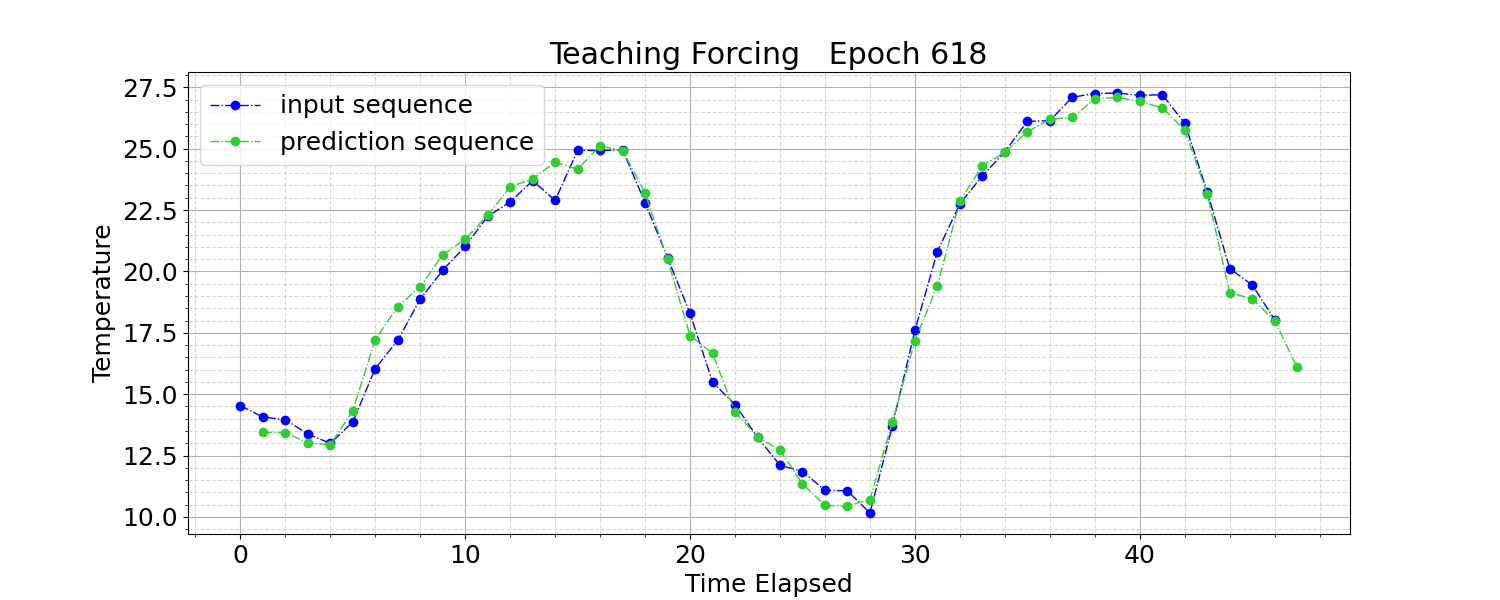 Teaching Forcing   Epoch 618
27.5
25.0
22.5
20.0
17.5
15.0
12.5
10.0
Temperature
input sequence
prediction sequence
0 10 20 30 40
Time Elapsed